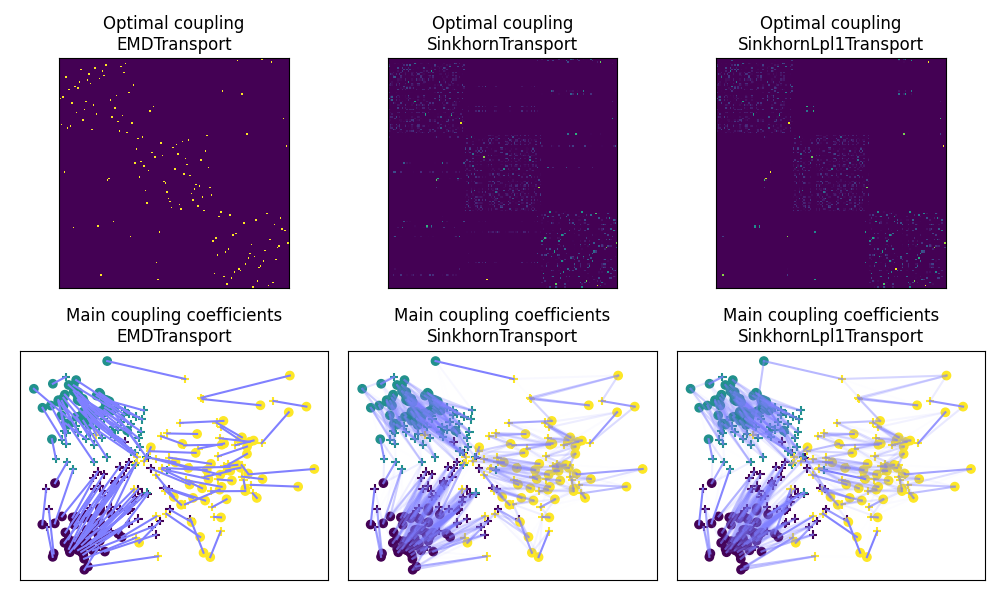 Optimal coupling
EMDTransport
Optimal coupling
SinkhornTransport
Optimal coupling
SinkhornLpl1Transport
Main coupling coefficients
EMDTransport
Main coupling coefficients
SinkhornTransport
Main coupling coefficients
SinkhornLpl1Transport